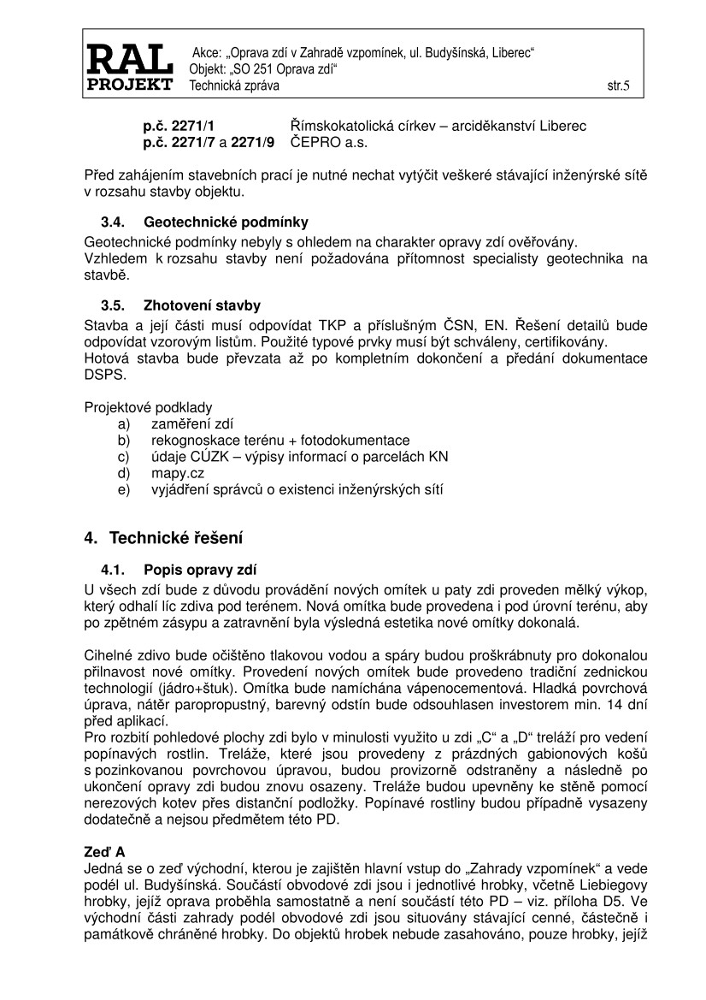 RAL
PROJEKT
Akce: „Oprava zdí v Zahradě vzpomínek, ul. Budyšínská, Liberec“
Objekt: „SO 251 Oprava zdí“
Technická zpráva str.5
p.č. 2271/1 Římskokatolická církev – arciděkanství Liberec
p.č. 2271/7 a 2271/9 ČEPRO a.s.
Před zahájením stavebních prací je nutné nechat vytýčit veškeré stávající inženýrské sítě
v rozsahu stavby objektu.
3.4. Geotechnické podmínky
Geotechnické podmínky nebyly s ohledem na charakter opravy zdí ověřovány.
Vzhledem k rozsahu stavby není požadována přítomnost specialisty geotechnika na
stavbě.
3.5. Zhotovení stavby
Stavba a její části musí odpovídat TKP a příslušným ČSN, EN. Řešení detailů bude
odpovídat vzorovým listům. Použité typové prvky musí být schváleny, certifikovány.
Hotová stavba bude převzata až po kompletním dokončení a předání dokumentace
DSPS.
Projektové podklady
a) zaměření zdí
b) rekognoskace terénu + fotodokumentace
c) údaje CÚZK – výpisy informací o parcelách KN
d) mapy.cz
e) vyjádření správců o existenci inženýrských sítí
4. Technické řešení
4.1. Popis opravy zdí
U všech zdí bude z důvodu provádění nových omítek u paty zdi proveden mělký výkop,
který odhalí líc zdiva pod terénem. Nová omítka bude provedena i pod úrovní terénu, aby
po zpětném zásypu a zatravnění byla výsledná estetika nové omítky dokonalá.
Cihelné zdivo bude očištěno tlakovou vodou a spáry budou proškrábnuty pro dokonalou
přilnavost nové omítky. Provedení nových omítek bude provedeno tradiční zednickou
technologií (jádro+štuk). Omítka bude namíchána vápenocementová. Hladká povrchová
úprava, nátěr paropropustný, barevný odstín bude odsouhlasen investorem min. 14 dní
před aplikací.
Pro rozbití pohledové plochy zdi bylo v minulosti využito u zdi „C“ a „D“ treláží pro vedení
popínavých rostlin. Treláže, které jsou provedeny z prázdných gabionových košů
s pozinkovanou povrchovou úpravou, budou provizorně odstraněny a následně po
ukončení opravy zdi budou znovu osazeny. Treláže budou upevněny ke stěně pomocí
nerezových kotev přes distanční podložky. Popínavé rostliny budou případně vysazeny
dodatečně a nejsou předmětem této PD.
Zeď A
Jedná se o zeď východní, kterou je zajištěn hlavní vstup do „Zahrady vzpomínek“ a vede
podél ul. Budyšínská. Součástí obvodové zdi jsou i jednotlivé hrobky, včetně Liebiegovy
hrobky, jejíž oprava proběhla samostatně a není součástí této PD – viz. příloha D5. Ve
východní části zahrady podél obvodové zdi jsou situovány stávající cenné, částečně i
památkově chráněné hrobky. Do objektů hrobek nebude zasahováno, pouze hrobky, jejíž